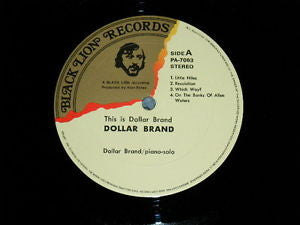 BLACK LION RECORDS
SIDE A
PA-7063
STEREO
A BLACK LION RECORDING
Produced by Alan Bates
1. Little Niles
2. Resolution
3. Which Way?
4. On The Banks Of Allen
Waters
This is Dollar Brand
DOLLAR BRAND
Dollar Brand/piano-solo